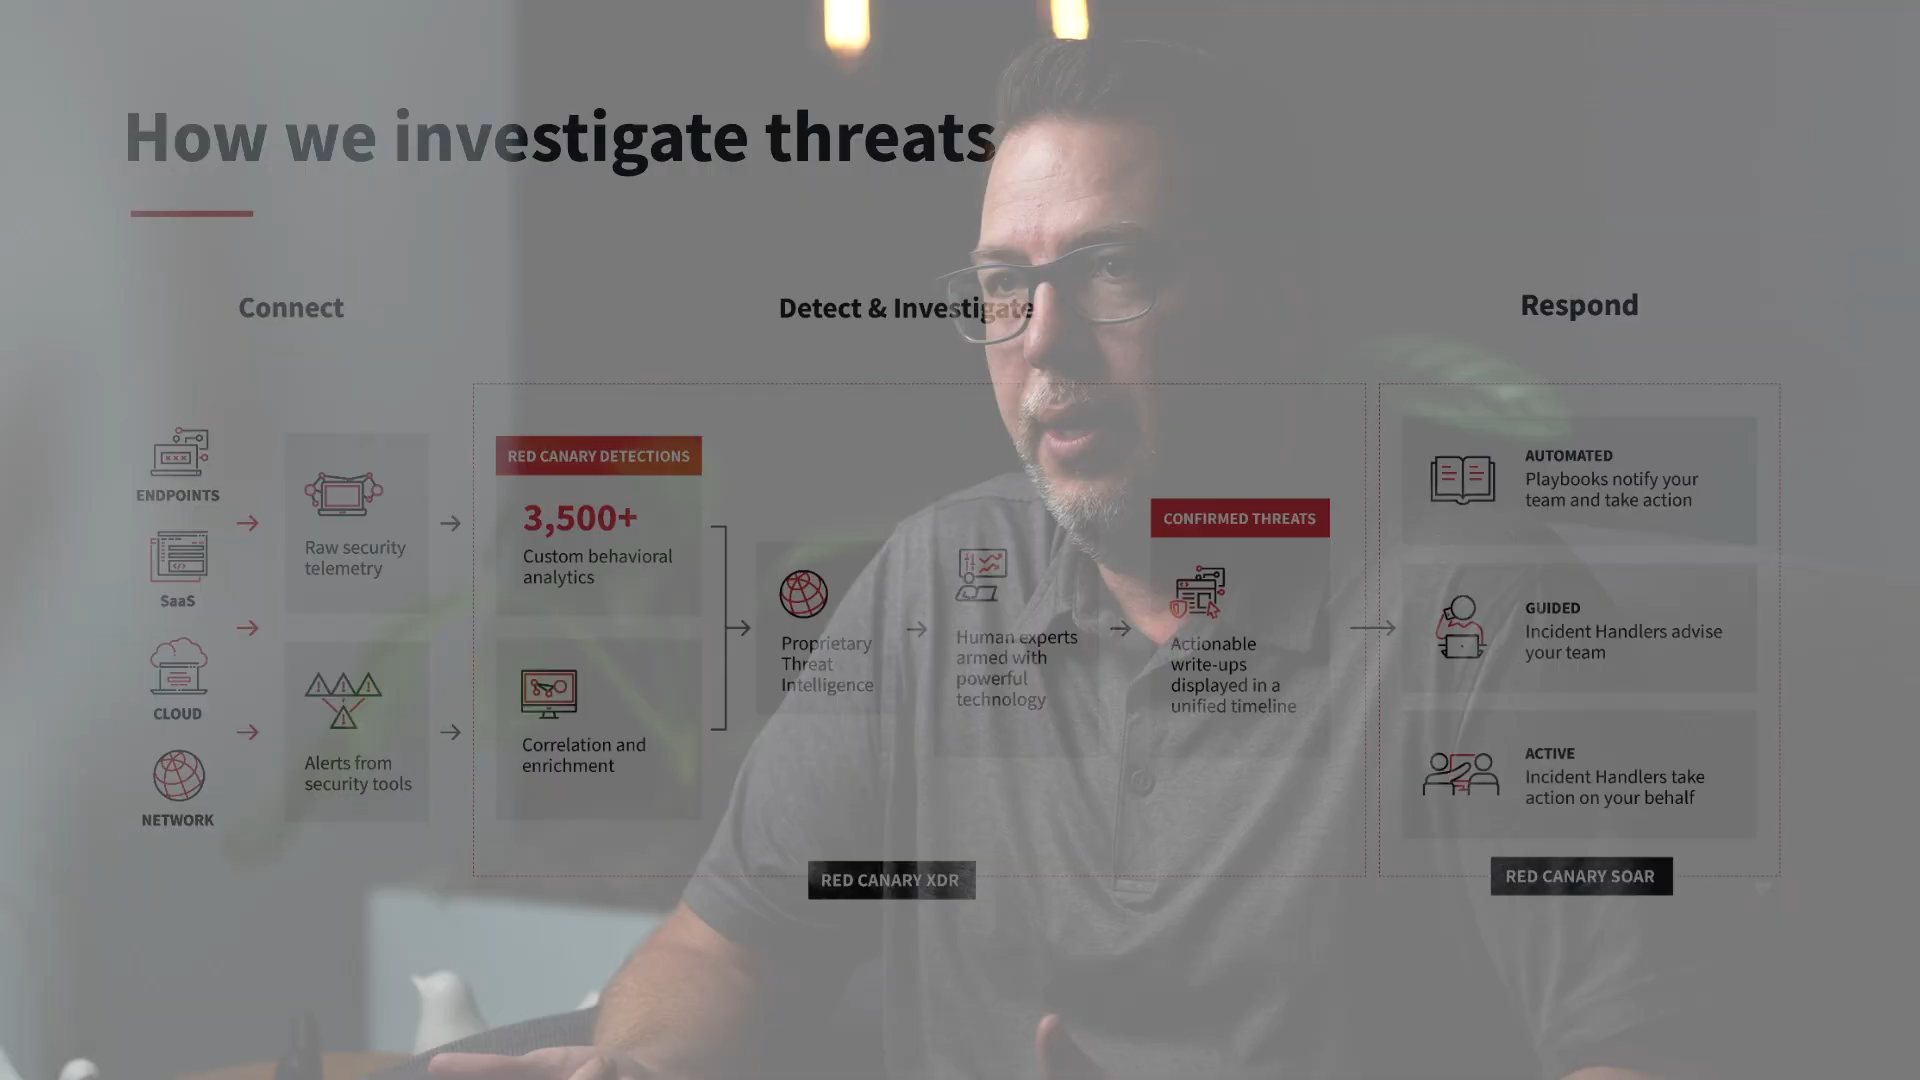 How we investigate threats
Connect
Detect & Investigate
Respond
ENDPOINTS
SaaS
CLOUD
NETWORK
Raw security
telemetry
Alerts from
security tools
RED CANARY DETECTIONS
3,500+
Custom behavioral
analytics
Correlation and
enrichment
Proprietary
Threat
Intelligence
Human experts
armed with
powerful
technology
CONFIRMED THREATS
Actionable
write-ups
displayed in a
unified timeline
RED CANARY XDR
AUTOMATED
Playbooks notify your
team and take action
GUIDED
Incident Handlers advise
your team
ACTIVE
Incident Handlers take
action on your behalf
RED CANARY SOAR